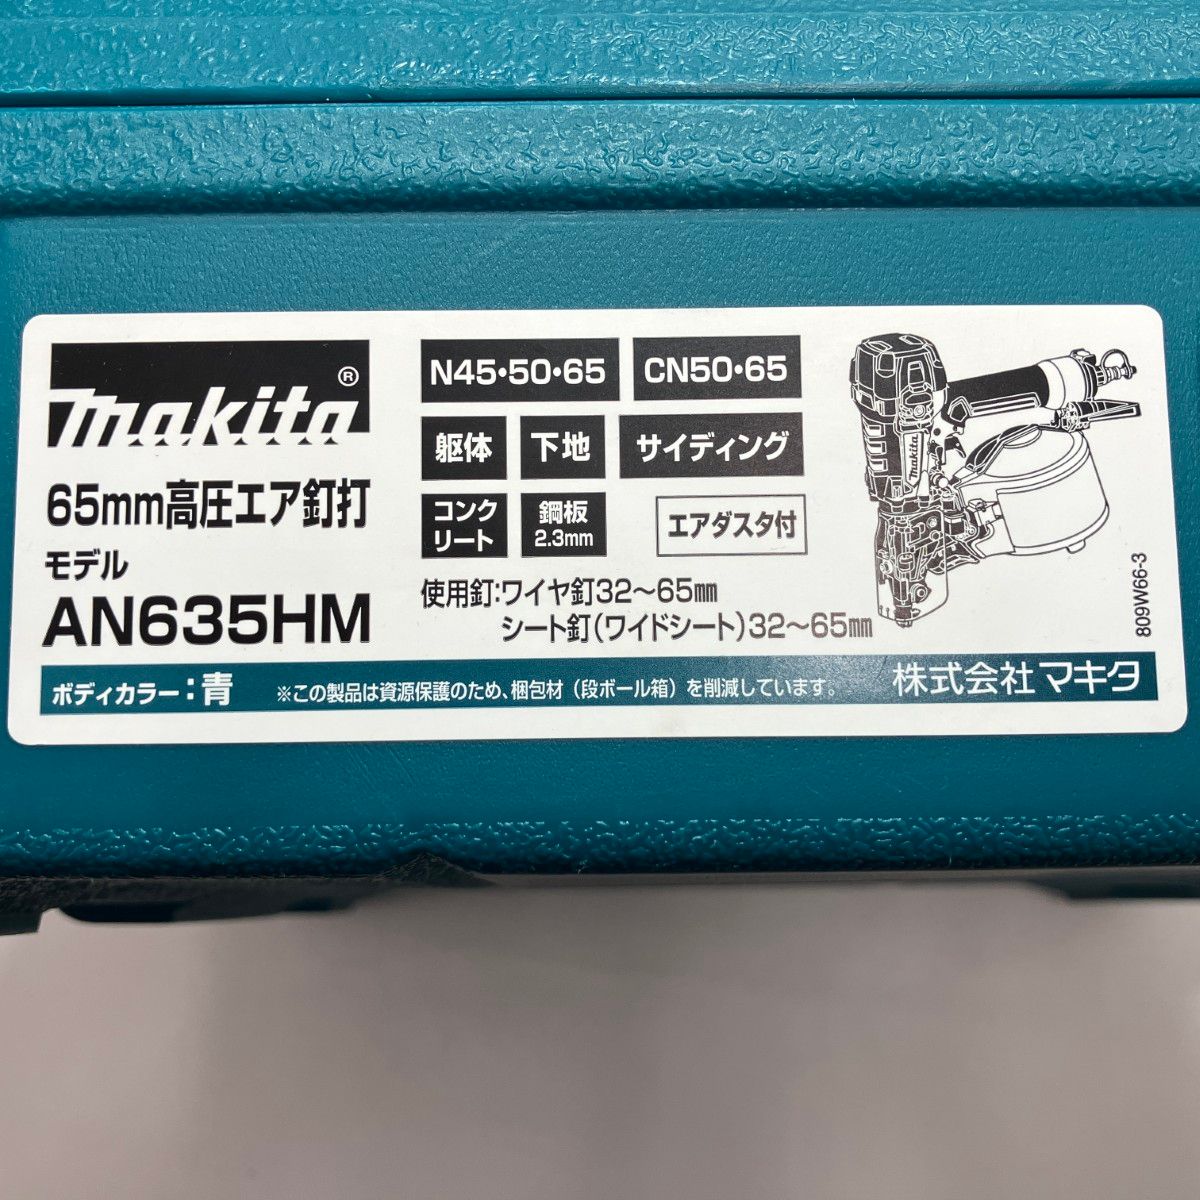 makita®
65mm高圧エア釘打
モデル
AN635HM
N45・50・65
CN50・65
躯体
下地
サイディング
コンク
リート
鋼板
2.3mm
エアダスタ付
使用釘:ワイヤ釘32〜65mm
シート釘(ワイドシート)32〜65mm
makita
809W66-3
ボディカラー:青
※この製品は資源保護のため、梱包材(段ボール箱)を削減しています。
株式会社マキタ